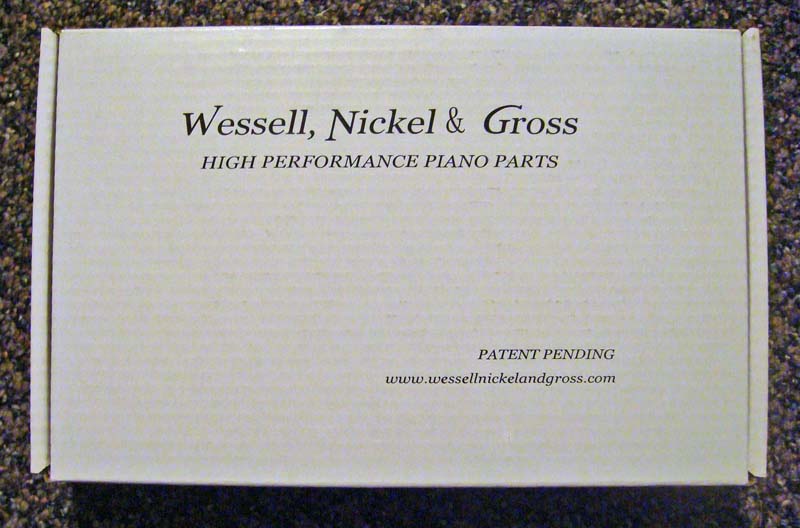 Wessell, Nickel & Gross
HIGH PERFORMANCE PIANO PARTS
PATENT PENDING
www.wessellnickelandgross.com